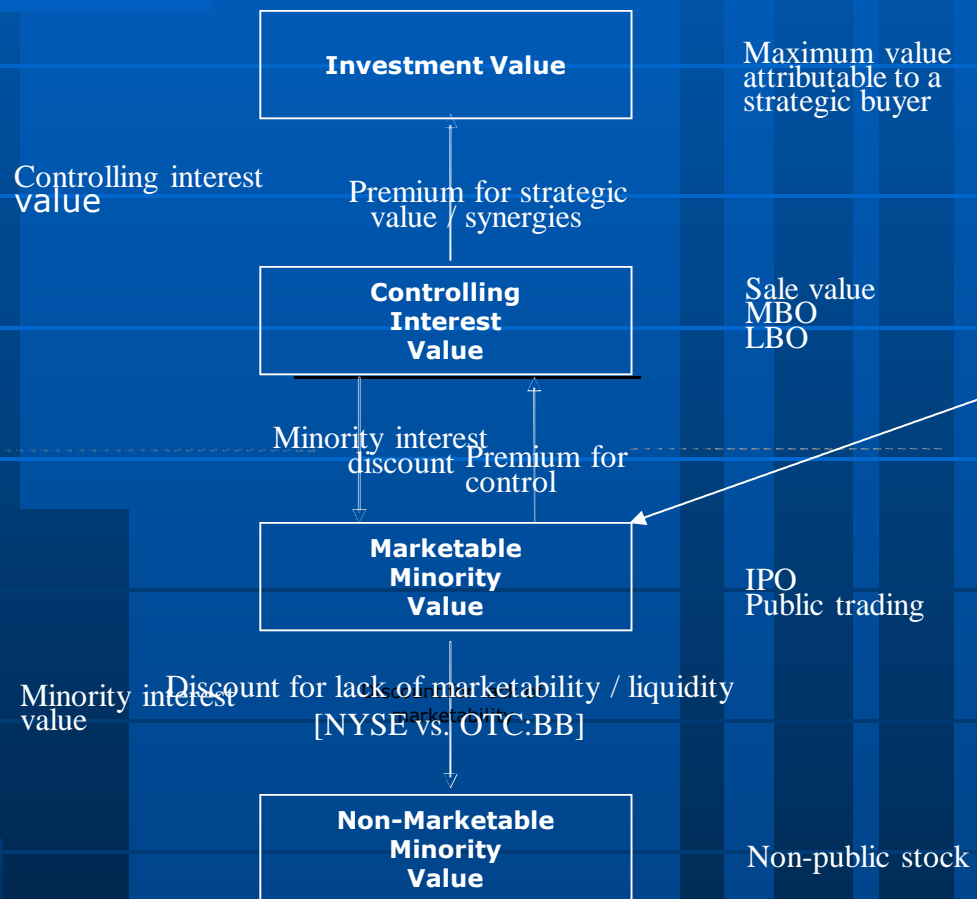 Investment Value
Maximum value
attributable to a
strategic buyer
Controlling interest
value
Premium for strategic
value / synergies
Controlling
Interest
Value
Sale value
MBO
LBO
Minority interest
discount
Premium for
control
Marketable
Minority
Value
IPO
Public trading
Minority interest
value
Discount for lack of marketability / liquidity
[NYSE vs. OTC:BB]
marketability
Non-Marketable
Minority
Value
Non-public stock